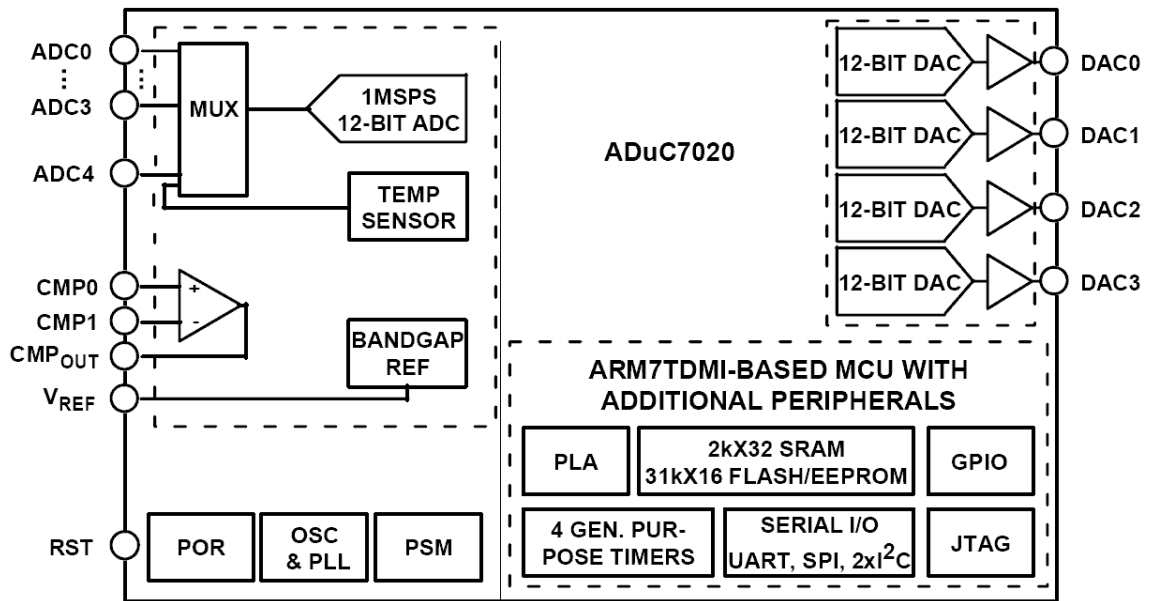 ADC0
ADC3
ADC4
MUX
1MSPS
12-BIT ADC
TEMP
SENSOR
CMP0
CMP1
CMPOUT
VREF
BANDGAP
REF
RST
POR
OSC
& PLL
PSM
ADuC7020
12-BIT DAC
DAC0
12-BIT DAC
DAC1
12-BIT DAC
DAC2
12-BIT DAC
DAC3
ARM7TDMI-BASED MCU WITH
ADDITIONAL PERIPHERALS
PLA
2kX32 SRAM
31kX16 FLASH/EEPROM
GPIO
4 GEN. PUR-
POSE TIMERS
SERIAL I/O
UART, SPI, 2xI²C
JTAG